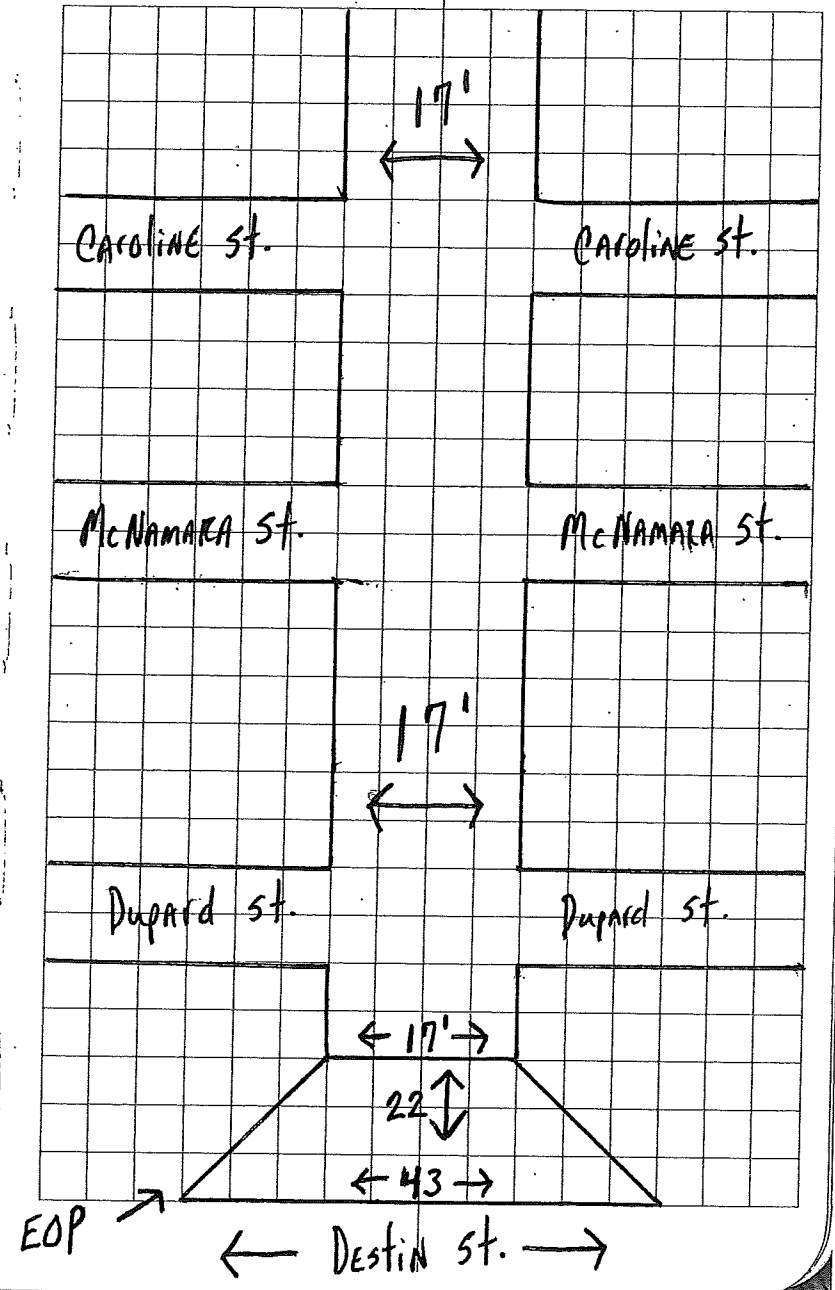 17'
Caroline St.
Caroline St.
McNamara St.
McNamara St.
17'
Dupard St.
Dupard St.
17'
22
43
EOP
Destin St.